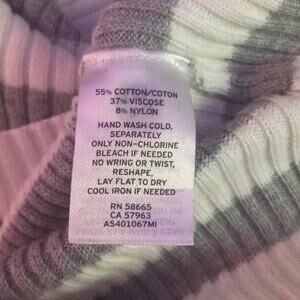 55% COTTON/COTON
37% VISCOSE
8% NYLON
HAND WASH COLD,
SEPARATELY
ONLY NON-CHLORINE
BLEACH IF NEEDED
NO WRING OR TWIST,
RESHAPE,
LAY FLAT TO DRY
COOL IRON IF NEEDED
RN 58665
CA 57963
AS401067MI